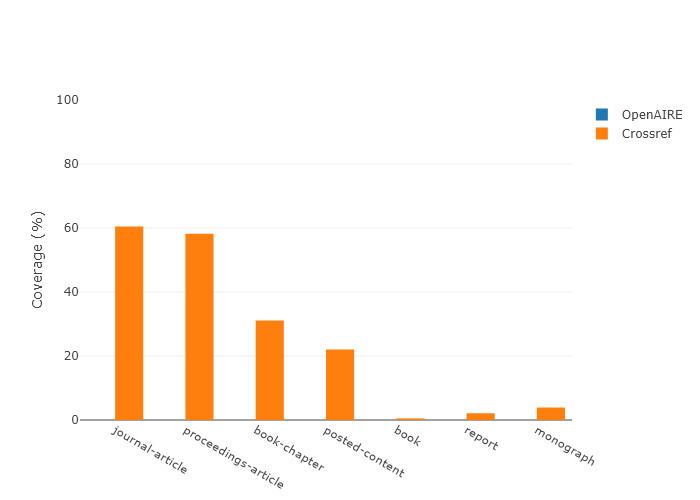 100
80
60
40
20
0
Coverage (%)
journal-article
proceedings-article
book-chapter
posted-content
book
report
monograph
OpenAIRE
Crossref